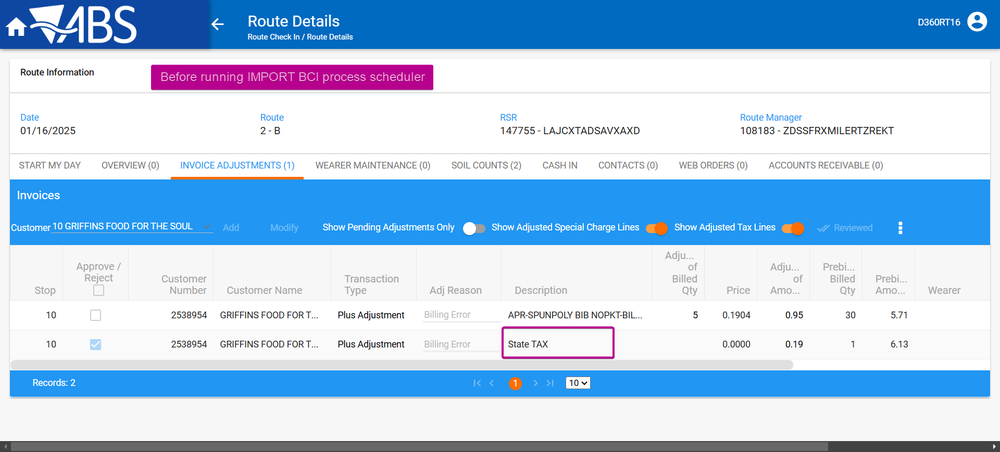 ABS
Route Details
Route Check In / Route Details
D360RT16
Route Information
Before running IMPORT BCI process scheduler
Date
01/16/2025
Route
2 - B
RSR
147755 - LAJCXTADSAVXAXD
Route Manager
108183 - ZDSSFRXMILERTZREKT
START MY DAY OVERVIEW (0) INVOICE ADJUSTMENTS (1) WEARER MAINTENANCE (0) SOIL COUNTS (2) CASH IN CONTACTS (0) WEB ORDERS (0) ACCOUNTS RECEIVABLE (0)
Invoices
Customer 10 GRIFFINS FOOD FOR THE SOUL Add Modify Show Pending Adjustments Only Show Adjusted Special Charge Lines Show Adjusted Tax Lines Reviewed
Stop
Approve /
Reject
Customer
Number
Customer Name
Transaction
Type
Adj Reason
Description
Adju...
of
Billed
Qty
Price
Adju...
of
Amo...
Prebi...
Billed
Qty
Prebi...
Amo...
Wearer
10 2538954 GRIFFINS FOOD FOR T... Plus Adjustment Billing Error APR-SPUNPOLY BIB NOPKT-BIL... 5 0.1904 0.95 30 5.71
10 2538954 GRIFFINS FOOD FOR T... Plus Adjustment Billing Error State TAX 0.0000 0.19 1 6.13
Records: 2 1 10